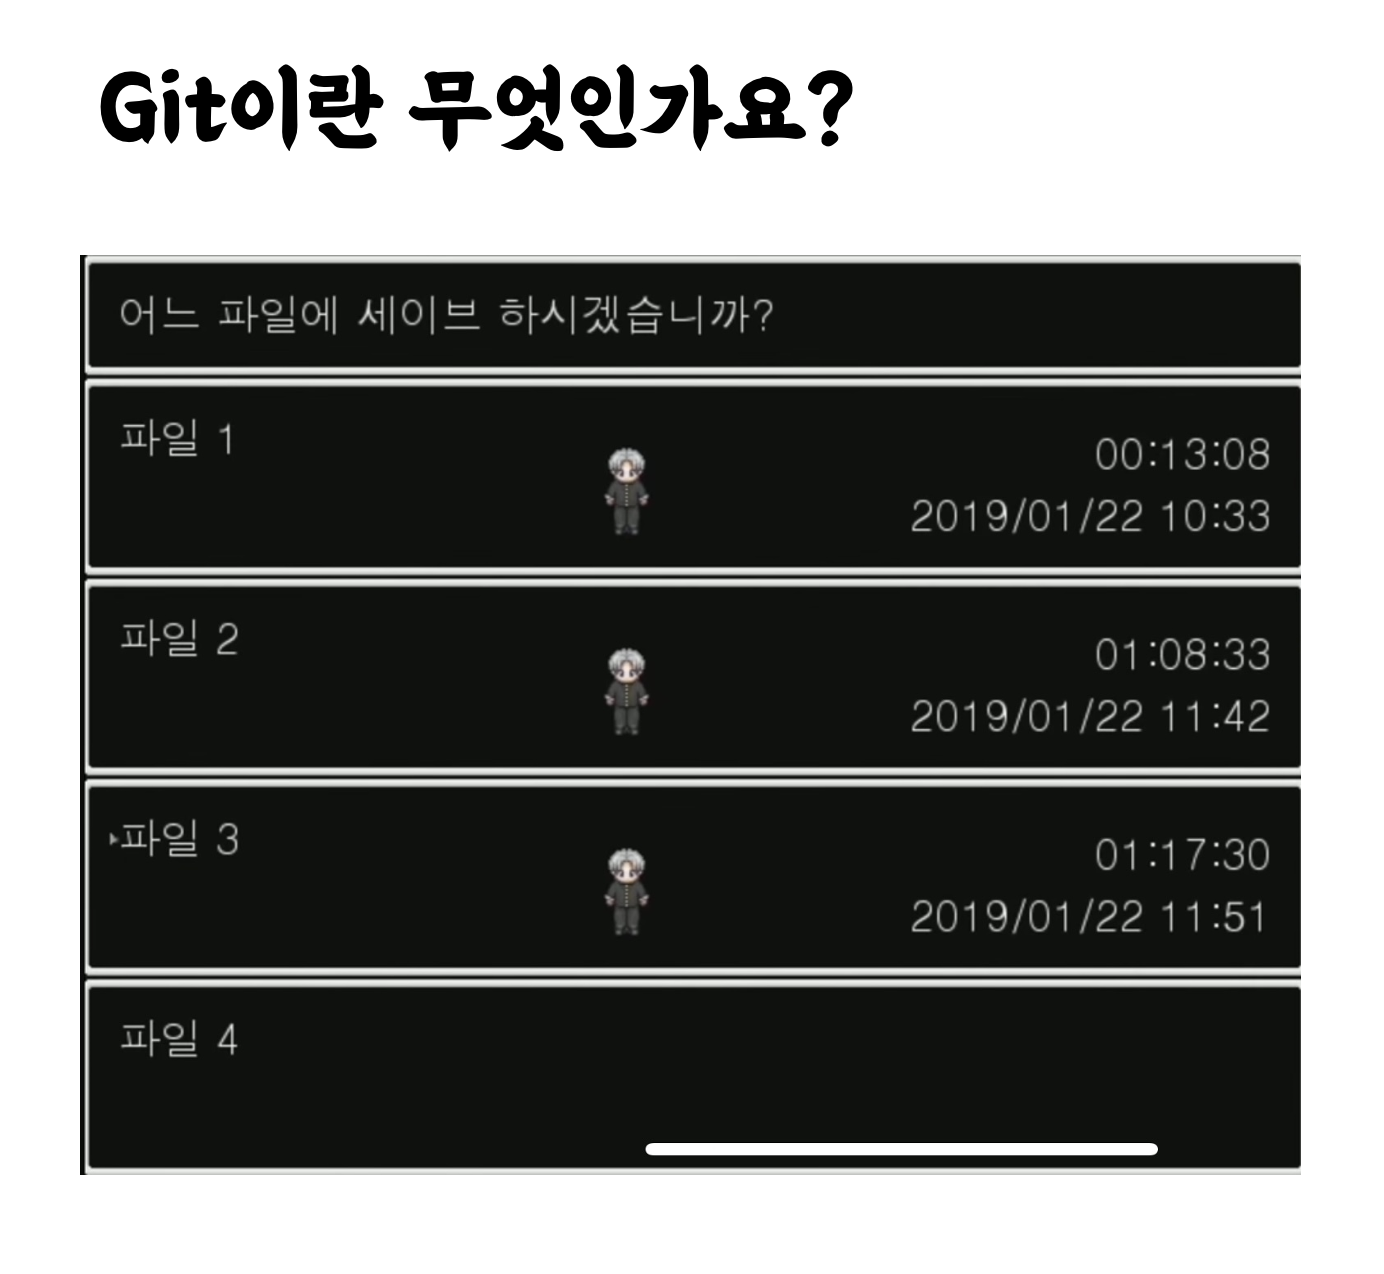 Git이란 무엇인가요?
어느 파일에 세이브 하시겠습니까?
파일 1
00:13:08
2019/01/22 10:33
파일 2
01:08:33
2019/01/22 11:42
파일 3
01:17:30
2019/01/22 11:51
파일 4